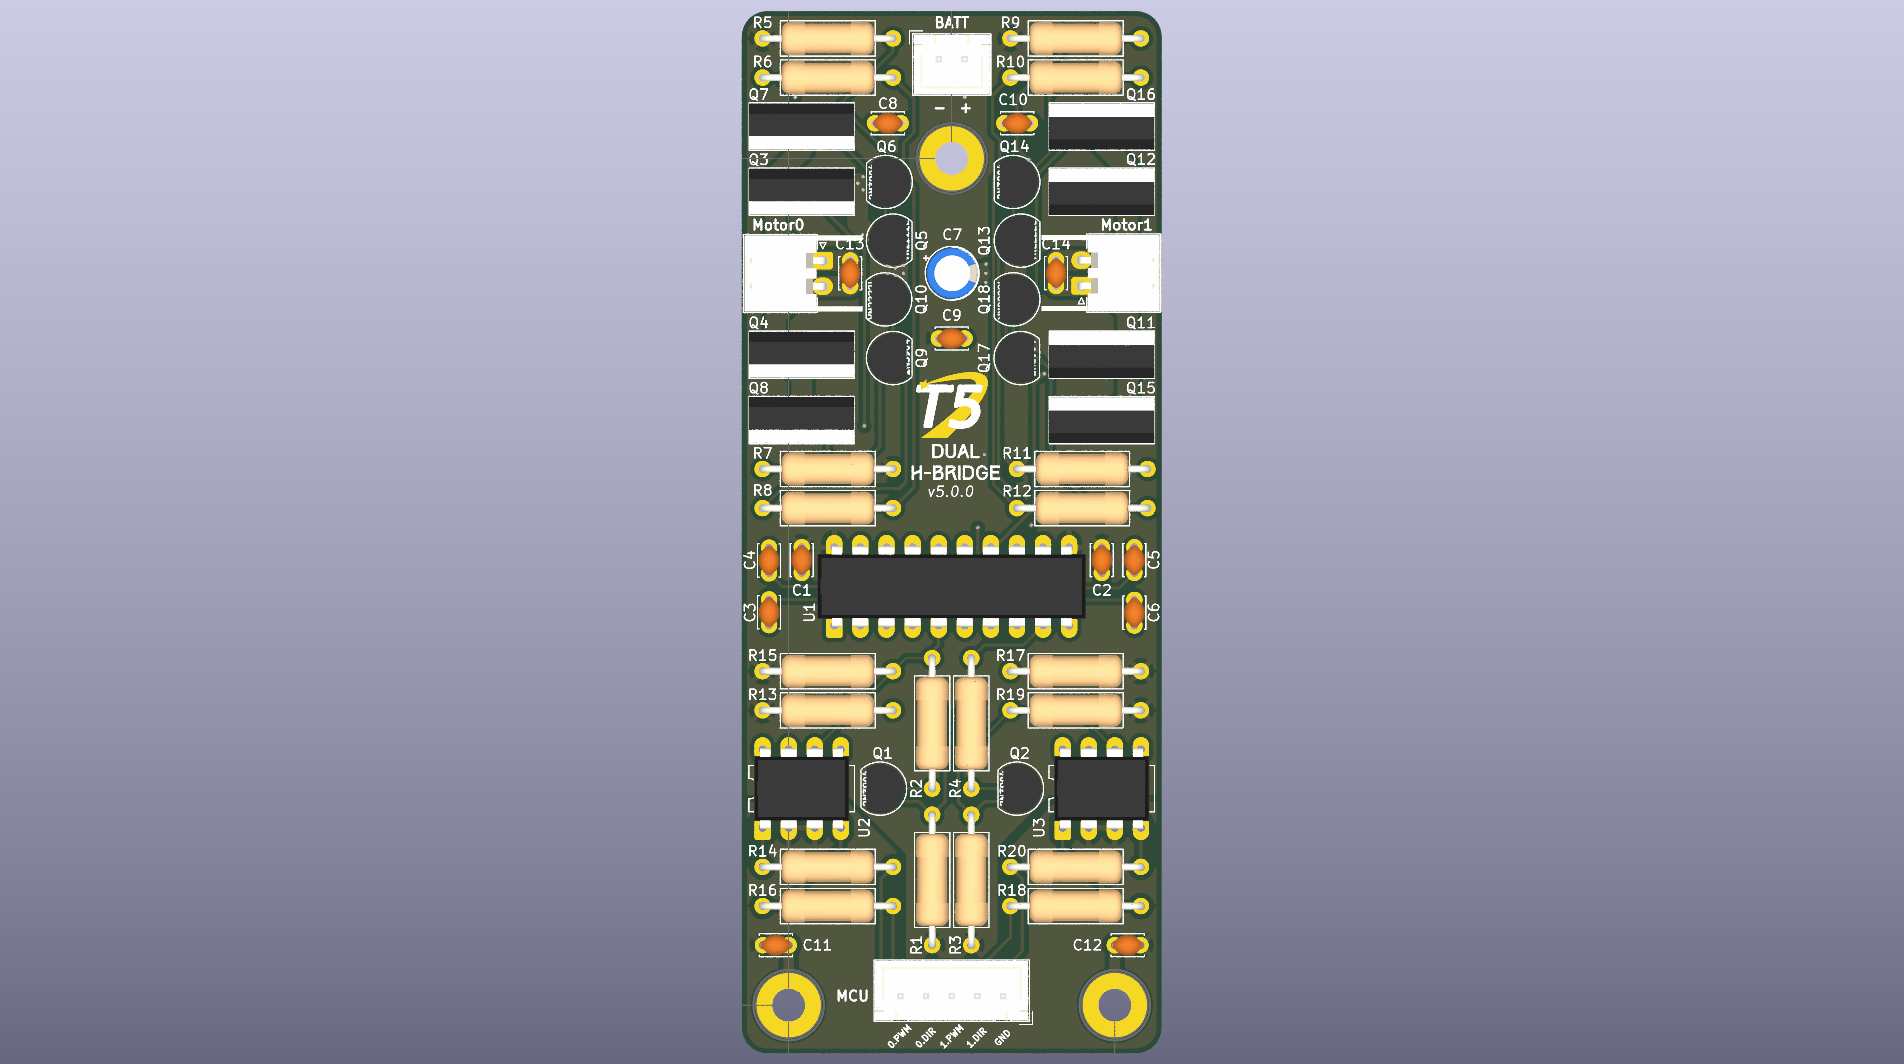 R5
BATT
R9
R6
R10
Q7
C8
- +
C10
Q16
Q3
Q6
Q14
Q12
Motor0
Motor1
C13
Q5
C7
+
Q13
C14
Q10
Q18
Q4
C9
Q11
Q9
Q17
Q8
T5
Q15
DUAL
R7
H-BRIDGE
R11
R8
v5.0.0
R12
C4
C1
C2
C5
C3
U1
C6
R15
R17
R13
R19
Q1
Q2
R2
R4
U2
U3
R14
R20
R16
R18
C11
R1
R3
C12
MCU
0.PWM
0.DIR
1.PWM
1.DIR
GND